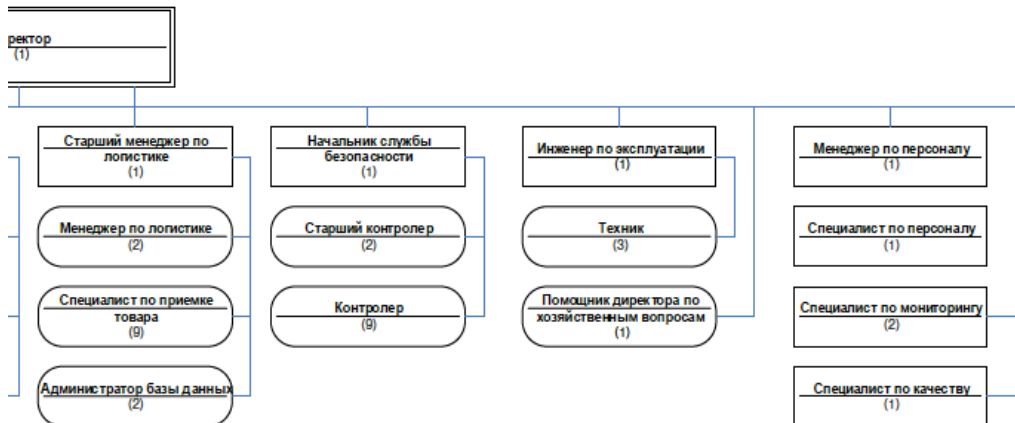 ректор
(1)
Старший менеджер по
логистике
(1)
Начальник службы
безопасности
(1)
Инженер по эксплуатации
(1)
Менеджер по персоналу
(1)
Менеджер по логистике
(2)
Старший контролер
(2)
Техник
(3)
Специалист по персоналу
(1)
Специалист по приемке
товара
(9)
Контролер
(9)
Помощник директора по
хозяйственным вопросам
(1)
Специалист по мониторингу
(2)
Администратор базы данных
(2)
Специалист по качеству
(1)